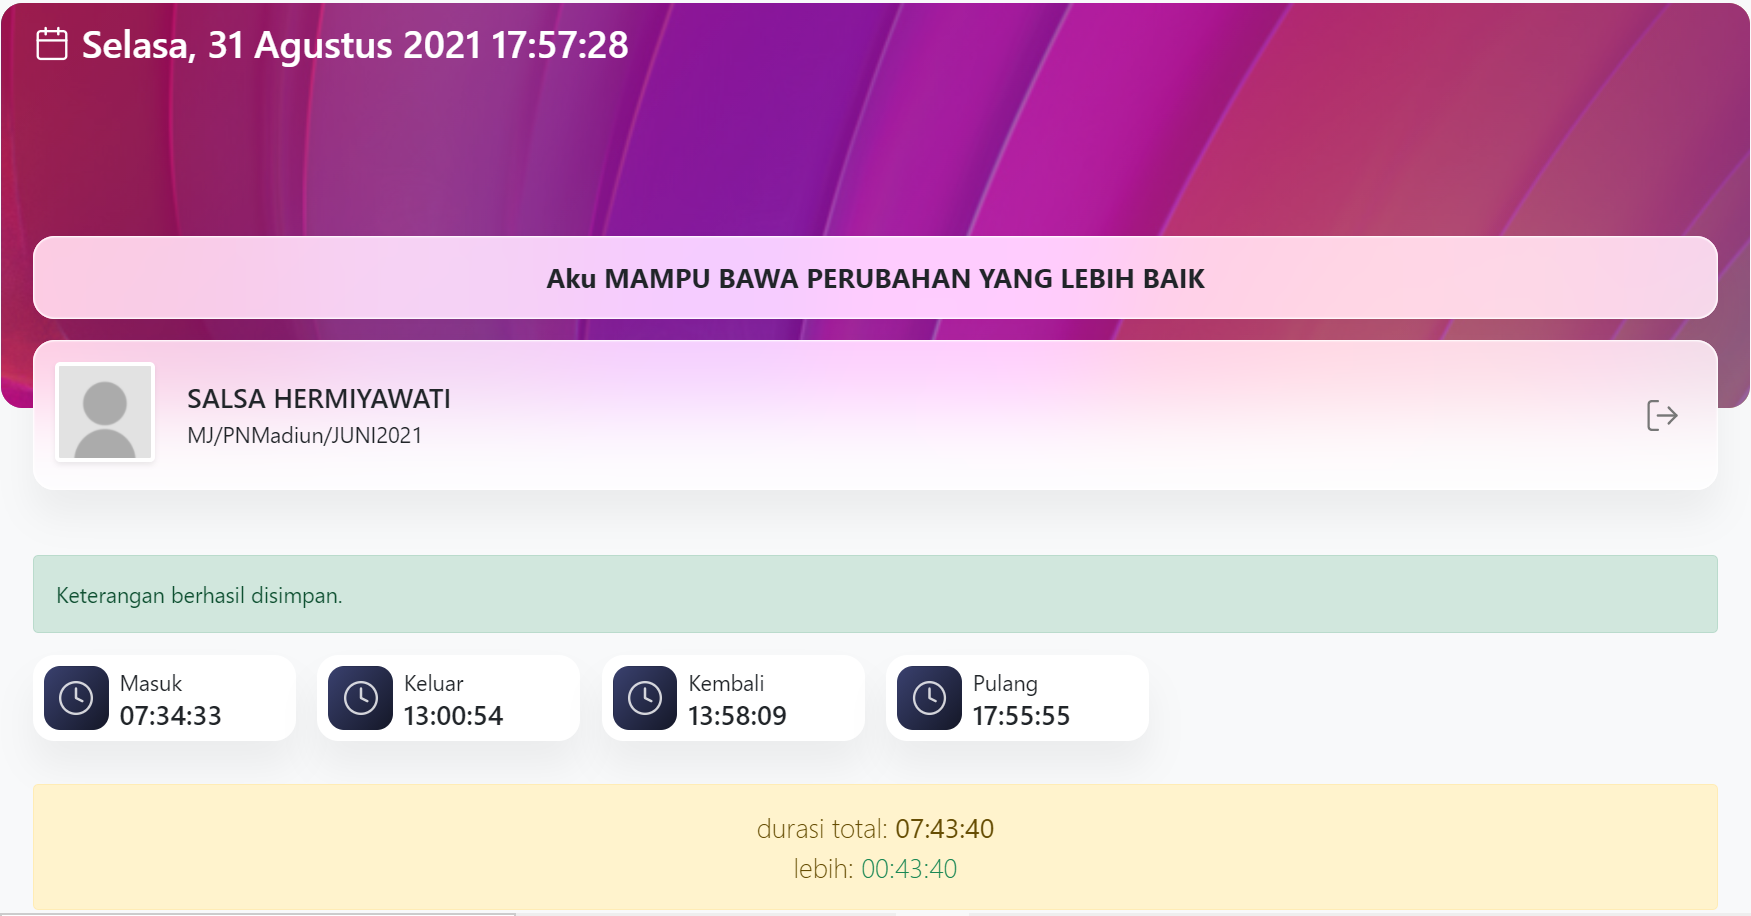 Selasa, 31 Agustus 2021 17:57:28
Aku MAMPU BAWA PERUBAHAN YANG LEBIH BAIK
SALSA HERMIYAWATI
MJ/PNMadiun/JUNI2021
Keterangan berhasil disimpan.
Masuk
07:34:33
Keluar
13:00:54
Kembali
13:58:09
Pulang
17:55:55
durasi total: 07:43:40
lebih: 00:43:40